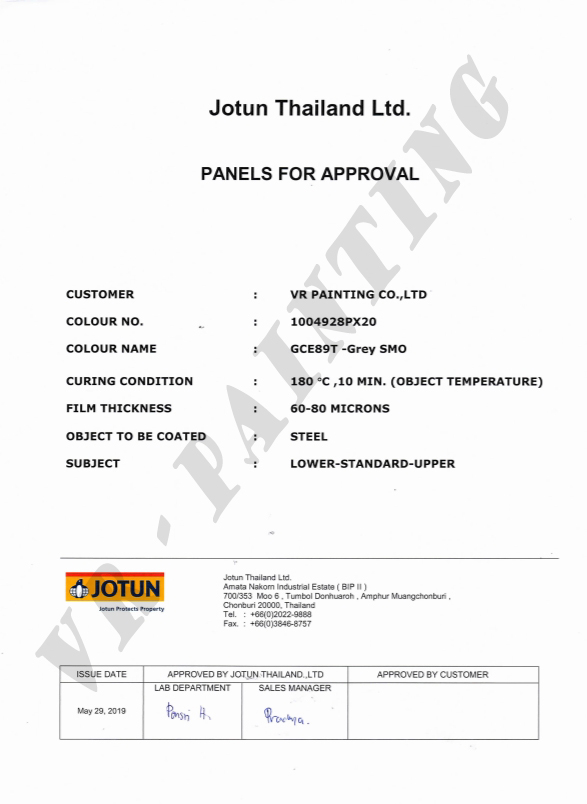 Jotun Thailand Ltd.
PANELS FOR APPROVAL
CUSTOMER : VR PAINTING CO.,LTD
COLOUR NO. : 1004928PX20
COLOUR NAME : GCE89T -Grey SMO
CURING CONDITION : 180 °C ,10 MIN. (OBJECT TEMPERATURE)
FILM THICKNESS : 60-80 MICRONS
OBJECT TO BE COATED : STEEL
SUBJECT : LOWER-STANDARD-UPPER
VR - PAINTING
JOTUN
Jotun Protects Property
Jotun Thailand Ltd.
Amata Nakorn Industrial Estate ( BIP II )
700/353 Moo 6 , Tumbol Donhuaroh , Amphur Muangchonburi ,
Chonburi 20000, Thailand
Tel. : +66(0)2022-9888
Fax. : +66(0)3846-8757
ISSUE DATE APPROVED BY JOTUN THAILAND.,LTD APPROVED BY CUSTOMER
LAB DEPARTMENT SALES MANAGER
May 29, 2019